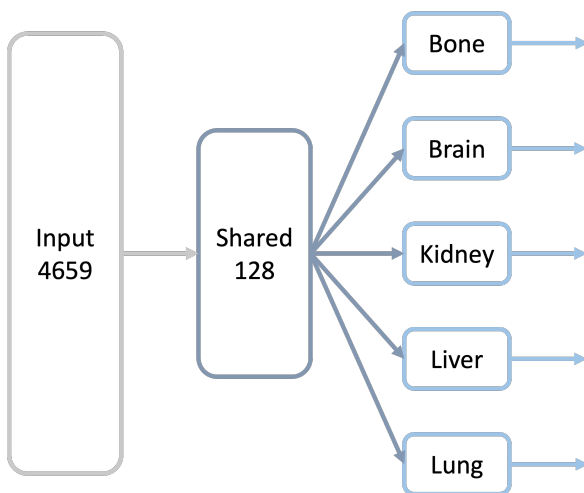 Input
4659
Shared
128
Bone
Brain
Kidney
Liver
Lung